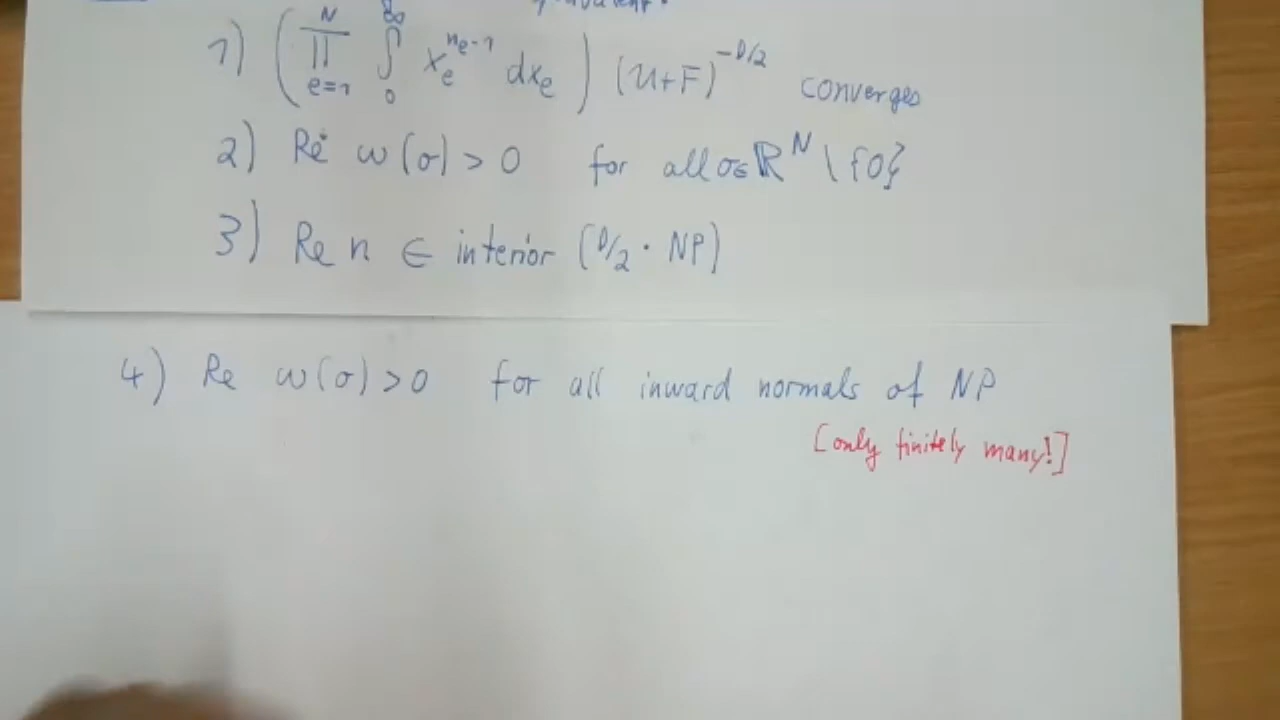 equivalent.
1) ( ∏_{e=1}^{N} ∫_0^∞ x_e^{n_e-1} dx_e ) (U+F)^{-D/2} converges
2) Re ω(σ) > 0 for all σ∈ℝ^N \ {0}
3) Re n ∈ interior (D/2 · NP)
4) Re ω(σ) > 0 for all inward normals of NP
[only finitely many!]